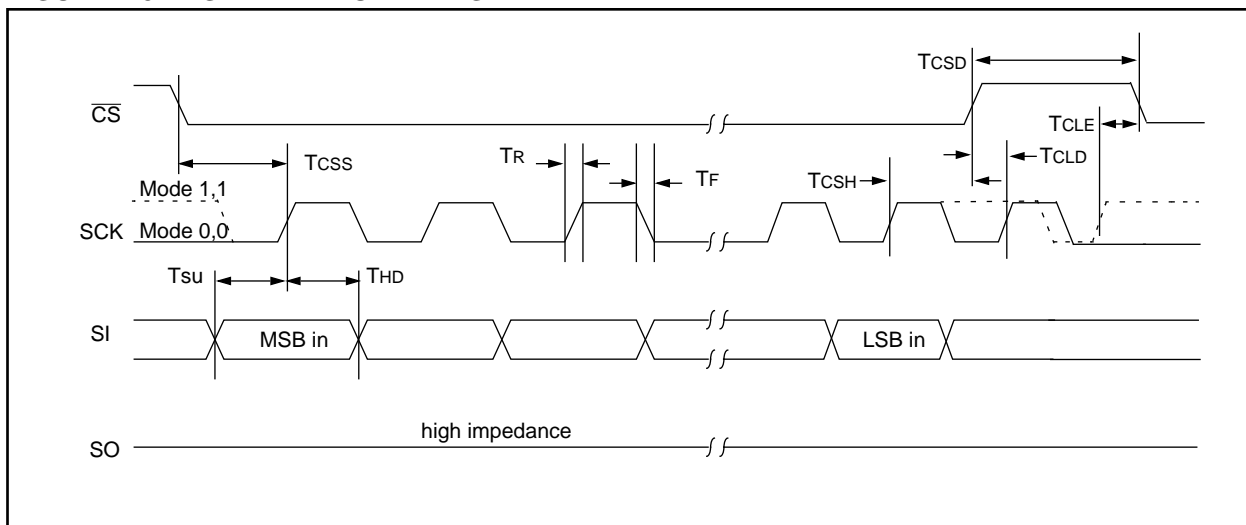 TCSD
CS
TCLE
TCSS
TR
TF
TCSH
TCLD
Mode 1,1
SCK
Mode 0,0
Tsu
THD
SI
MSB in
LSB in
high impedance
SO